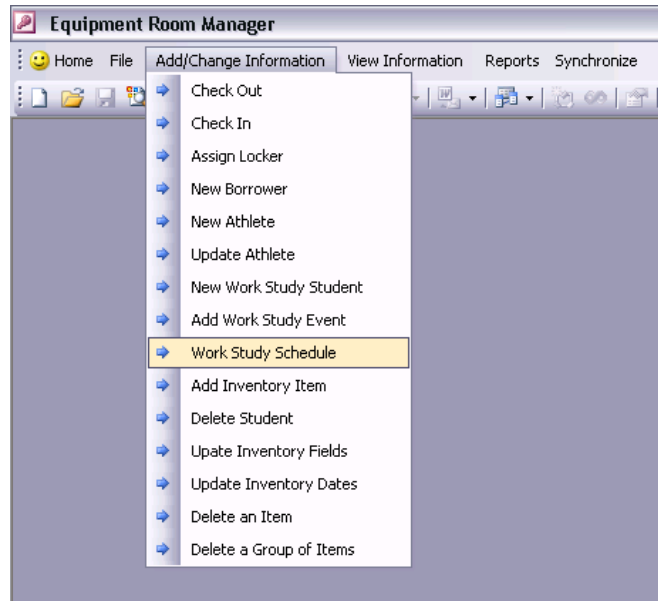 Equipment Room Manager
Home File Add/Change Information View Information Reports Synchronize
Check Out
Check In
Assign Locker
New Borrower
New Athlete
Update Athlete
New Work Study Student
Add Work Study Event
Work Study Schedule
Add Inventory Item
Delete Student
Upate Inventory Fields
Update Inventory Dates
Delete an Item
Delete a Group of Items